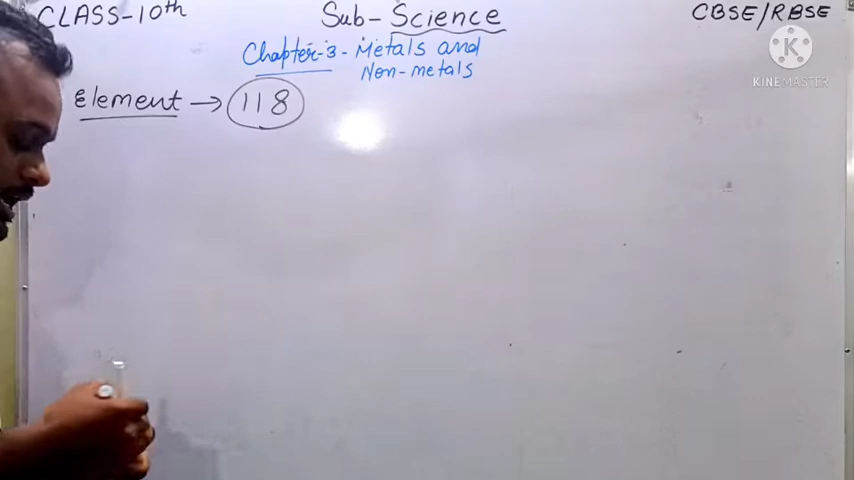 CLASS-10th Sub-Science CBSE/RBSE
Chapter-3-Metals and
Non-metals
Element → 118
K
KINEMASTER